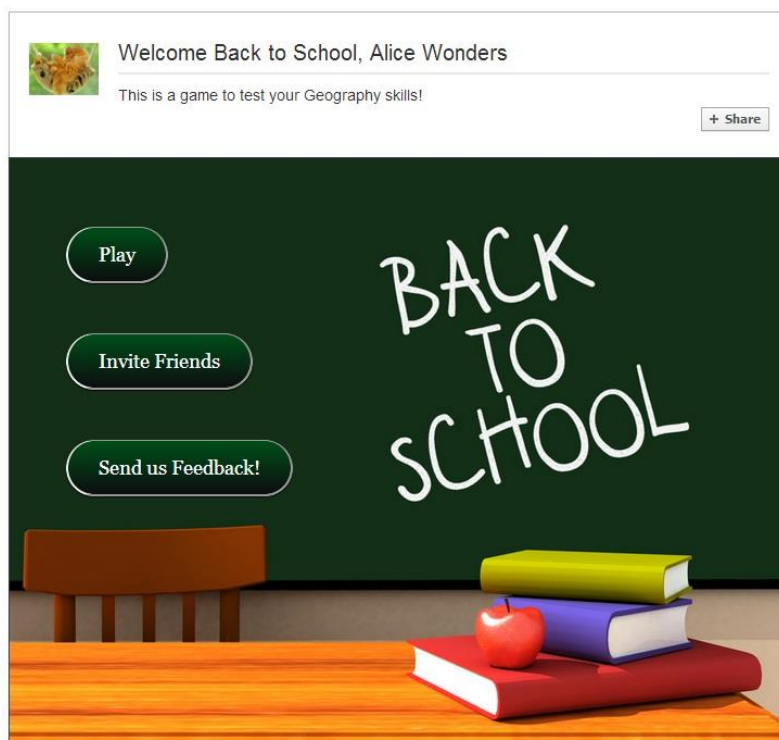 Welcome Back to School, Alice Wonders
This is a game to test your Geography skills!
+ Share
Play
Invite Friends
Send us Feedback!
BACK
TO
SCHOOL